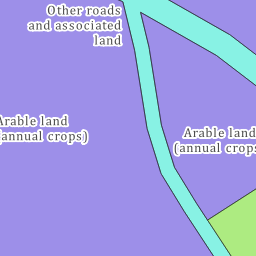 Other roads
and associated
land
Arable land
(annual crops)
Arable land
(annual crops